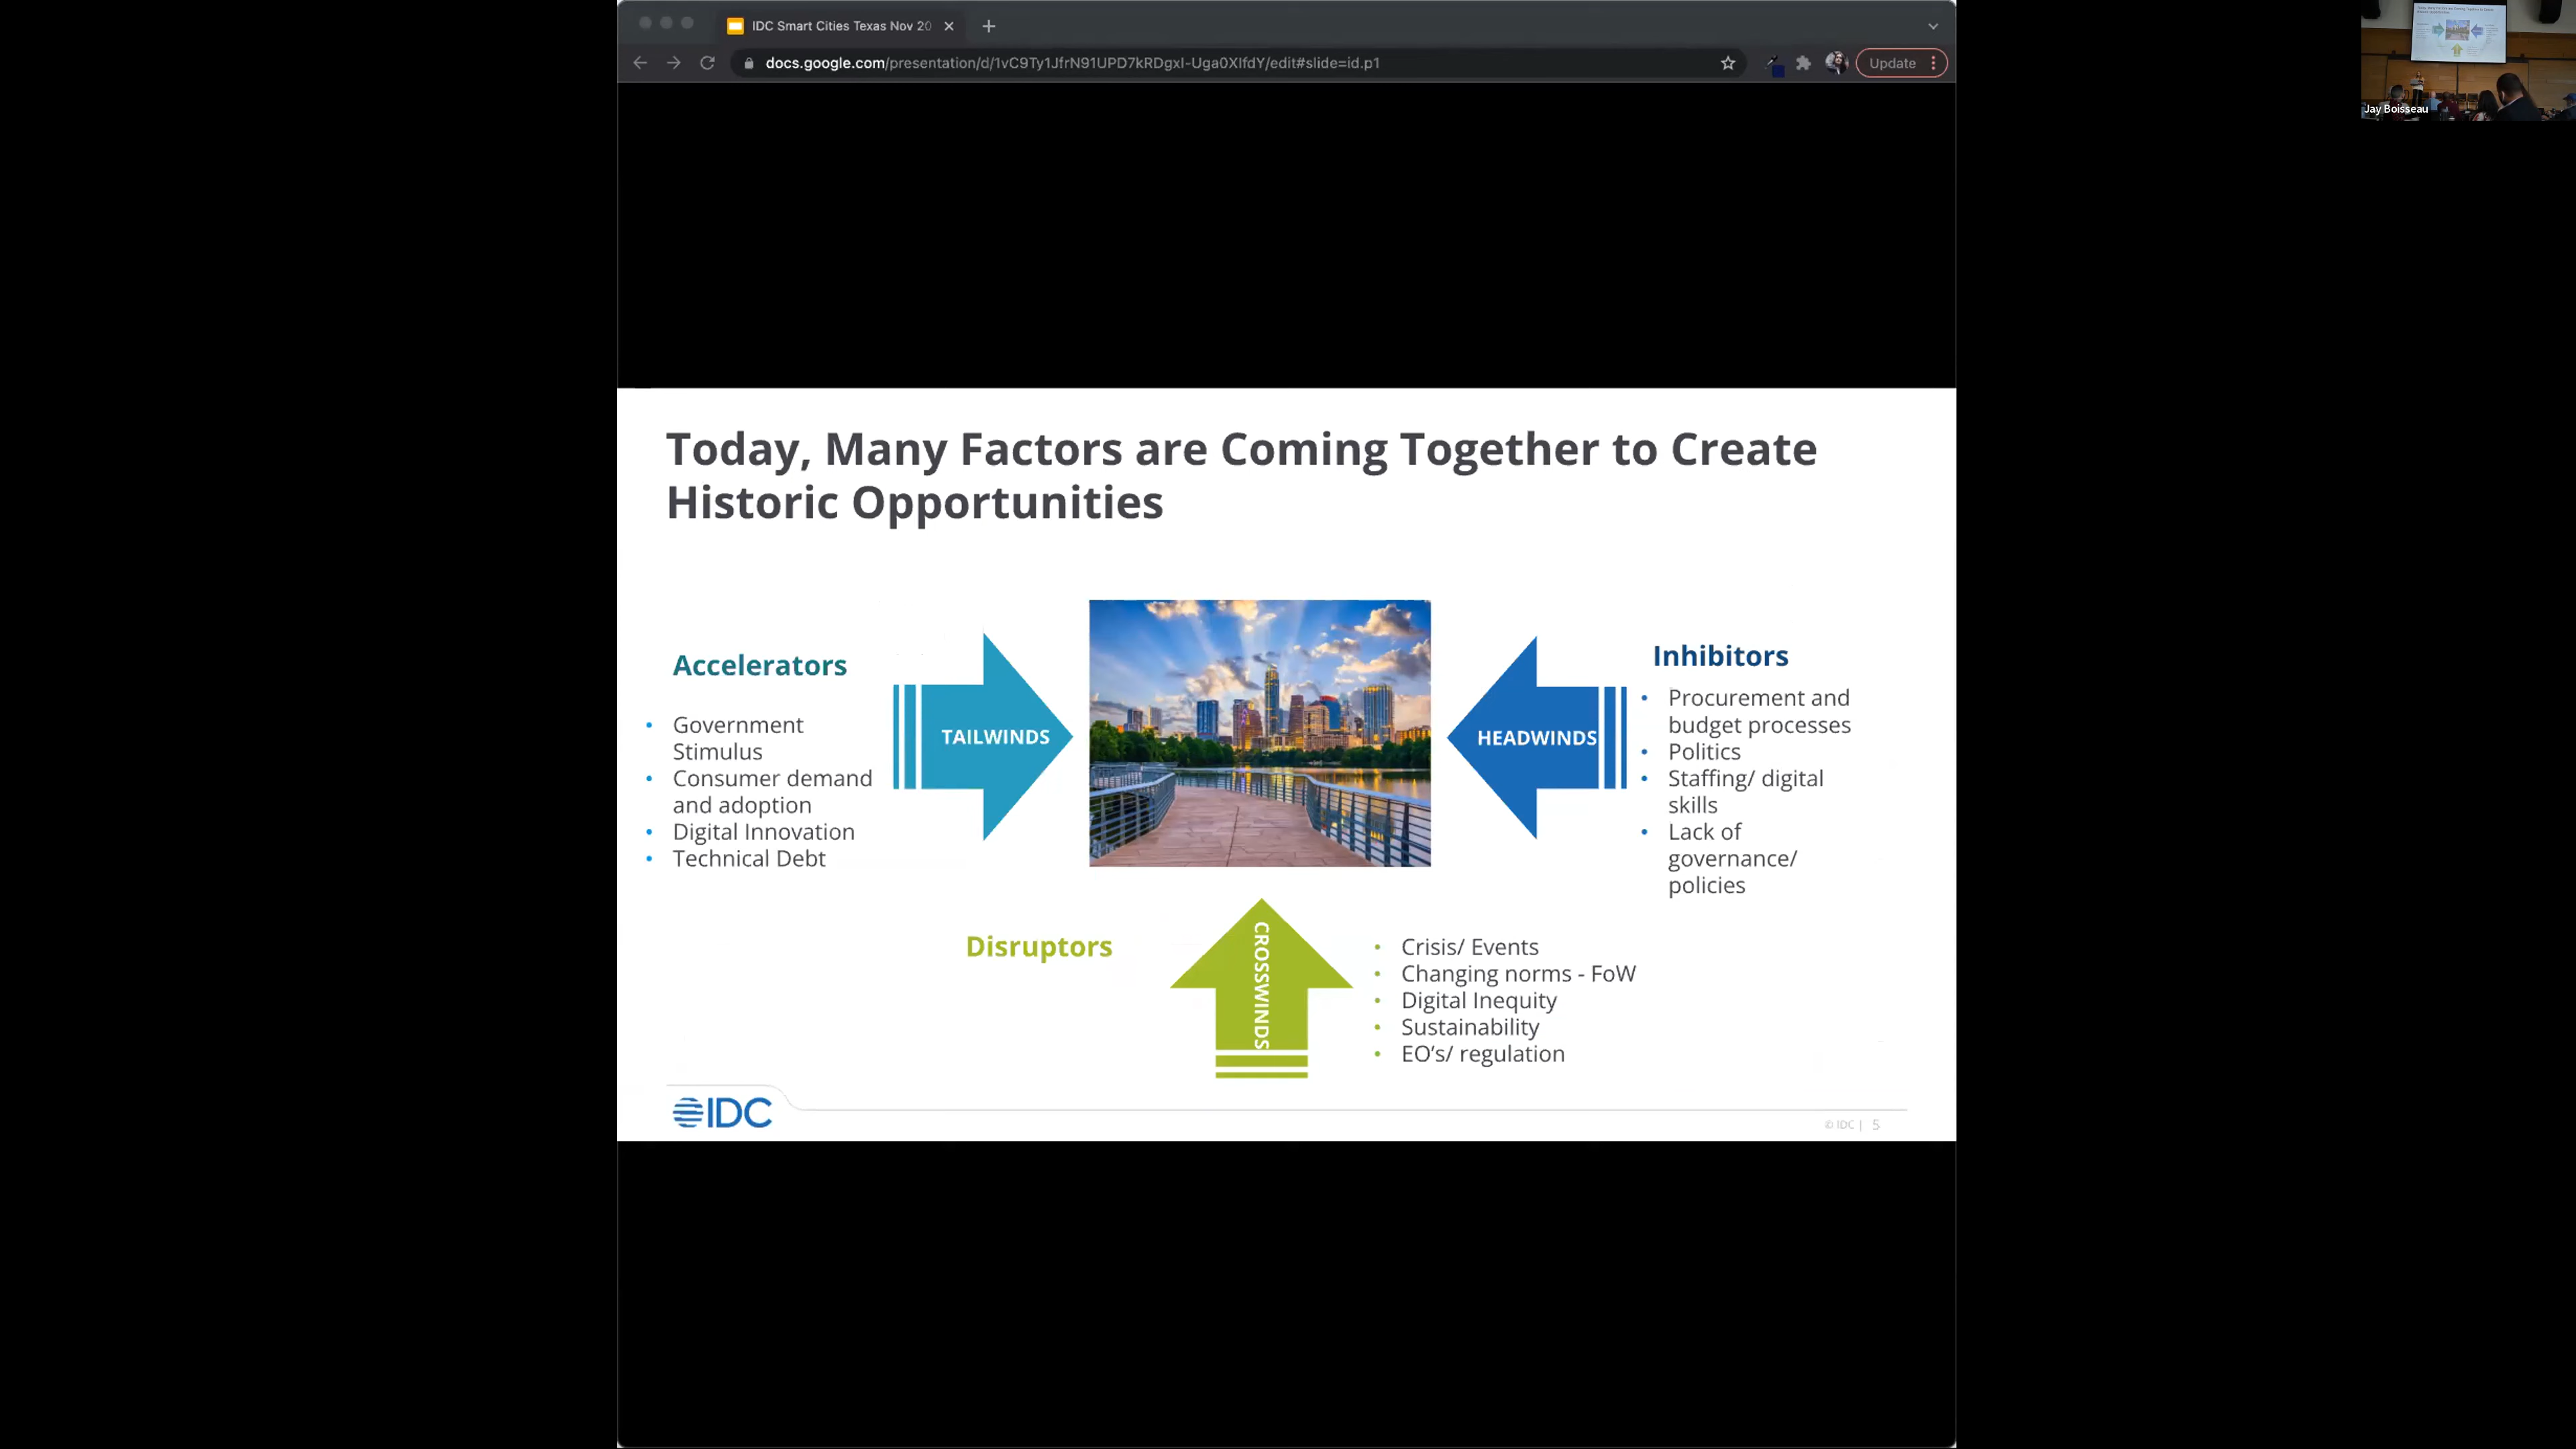 IDC Smart Cities Texas Nov 20
docs.google.com/presentation/d/1vC9Ty1JfrN91UPD7kRDgxI-Uga0XIfdY/edit#slide=id.p1
Update
Jay Boisseau
Today, Many Factors are Coming Together to Create
Historic Opportunities
Accelerators
• Government
Stimulus
• Consumer demand
and adoption
• Digital Innovation
• Technical Debt
TAILWINDS
HEADWINDS
Inhibitors
• Procurement and
budget processes
• Politics
• Staffing/ digital
skills
• Lack of
governance/
policies
Disruptors
CROSSWINDS
• Crisis/ Events
• Changing norms - FoW
• Digital Inequity
• Sustainability
• EO's/ regulation
IDC
© IDC | 5